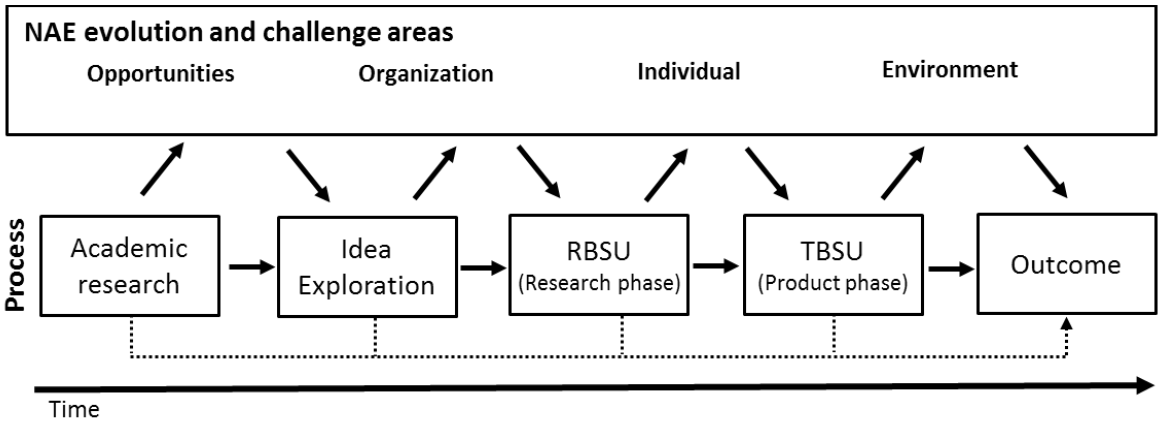 NAE evolution and challenge areas
Opportunities
Organization
Individual
Environment
Process
Academic
research
Idea
Exploration
RBSU
(Research phase)
TBSU
(Product phase)
Outcome
Time